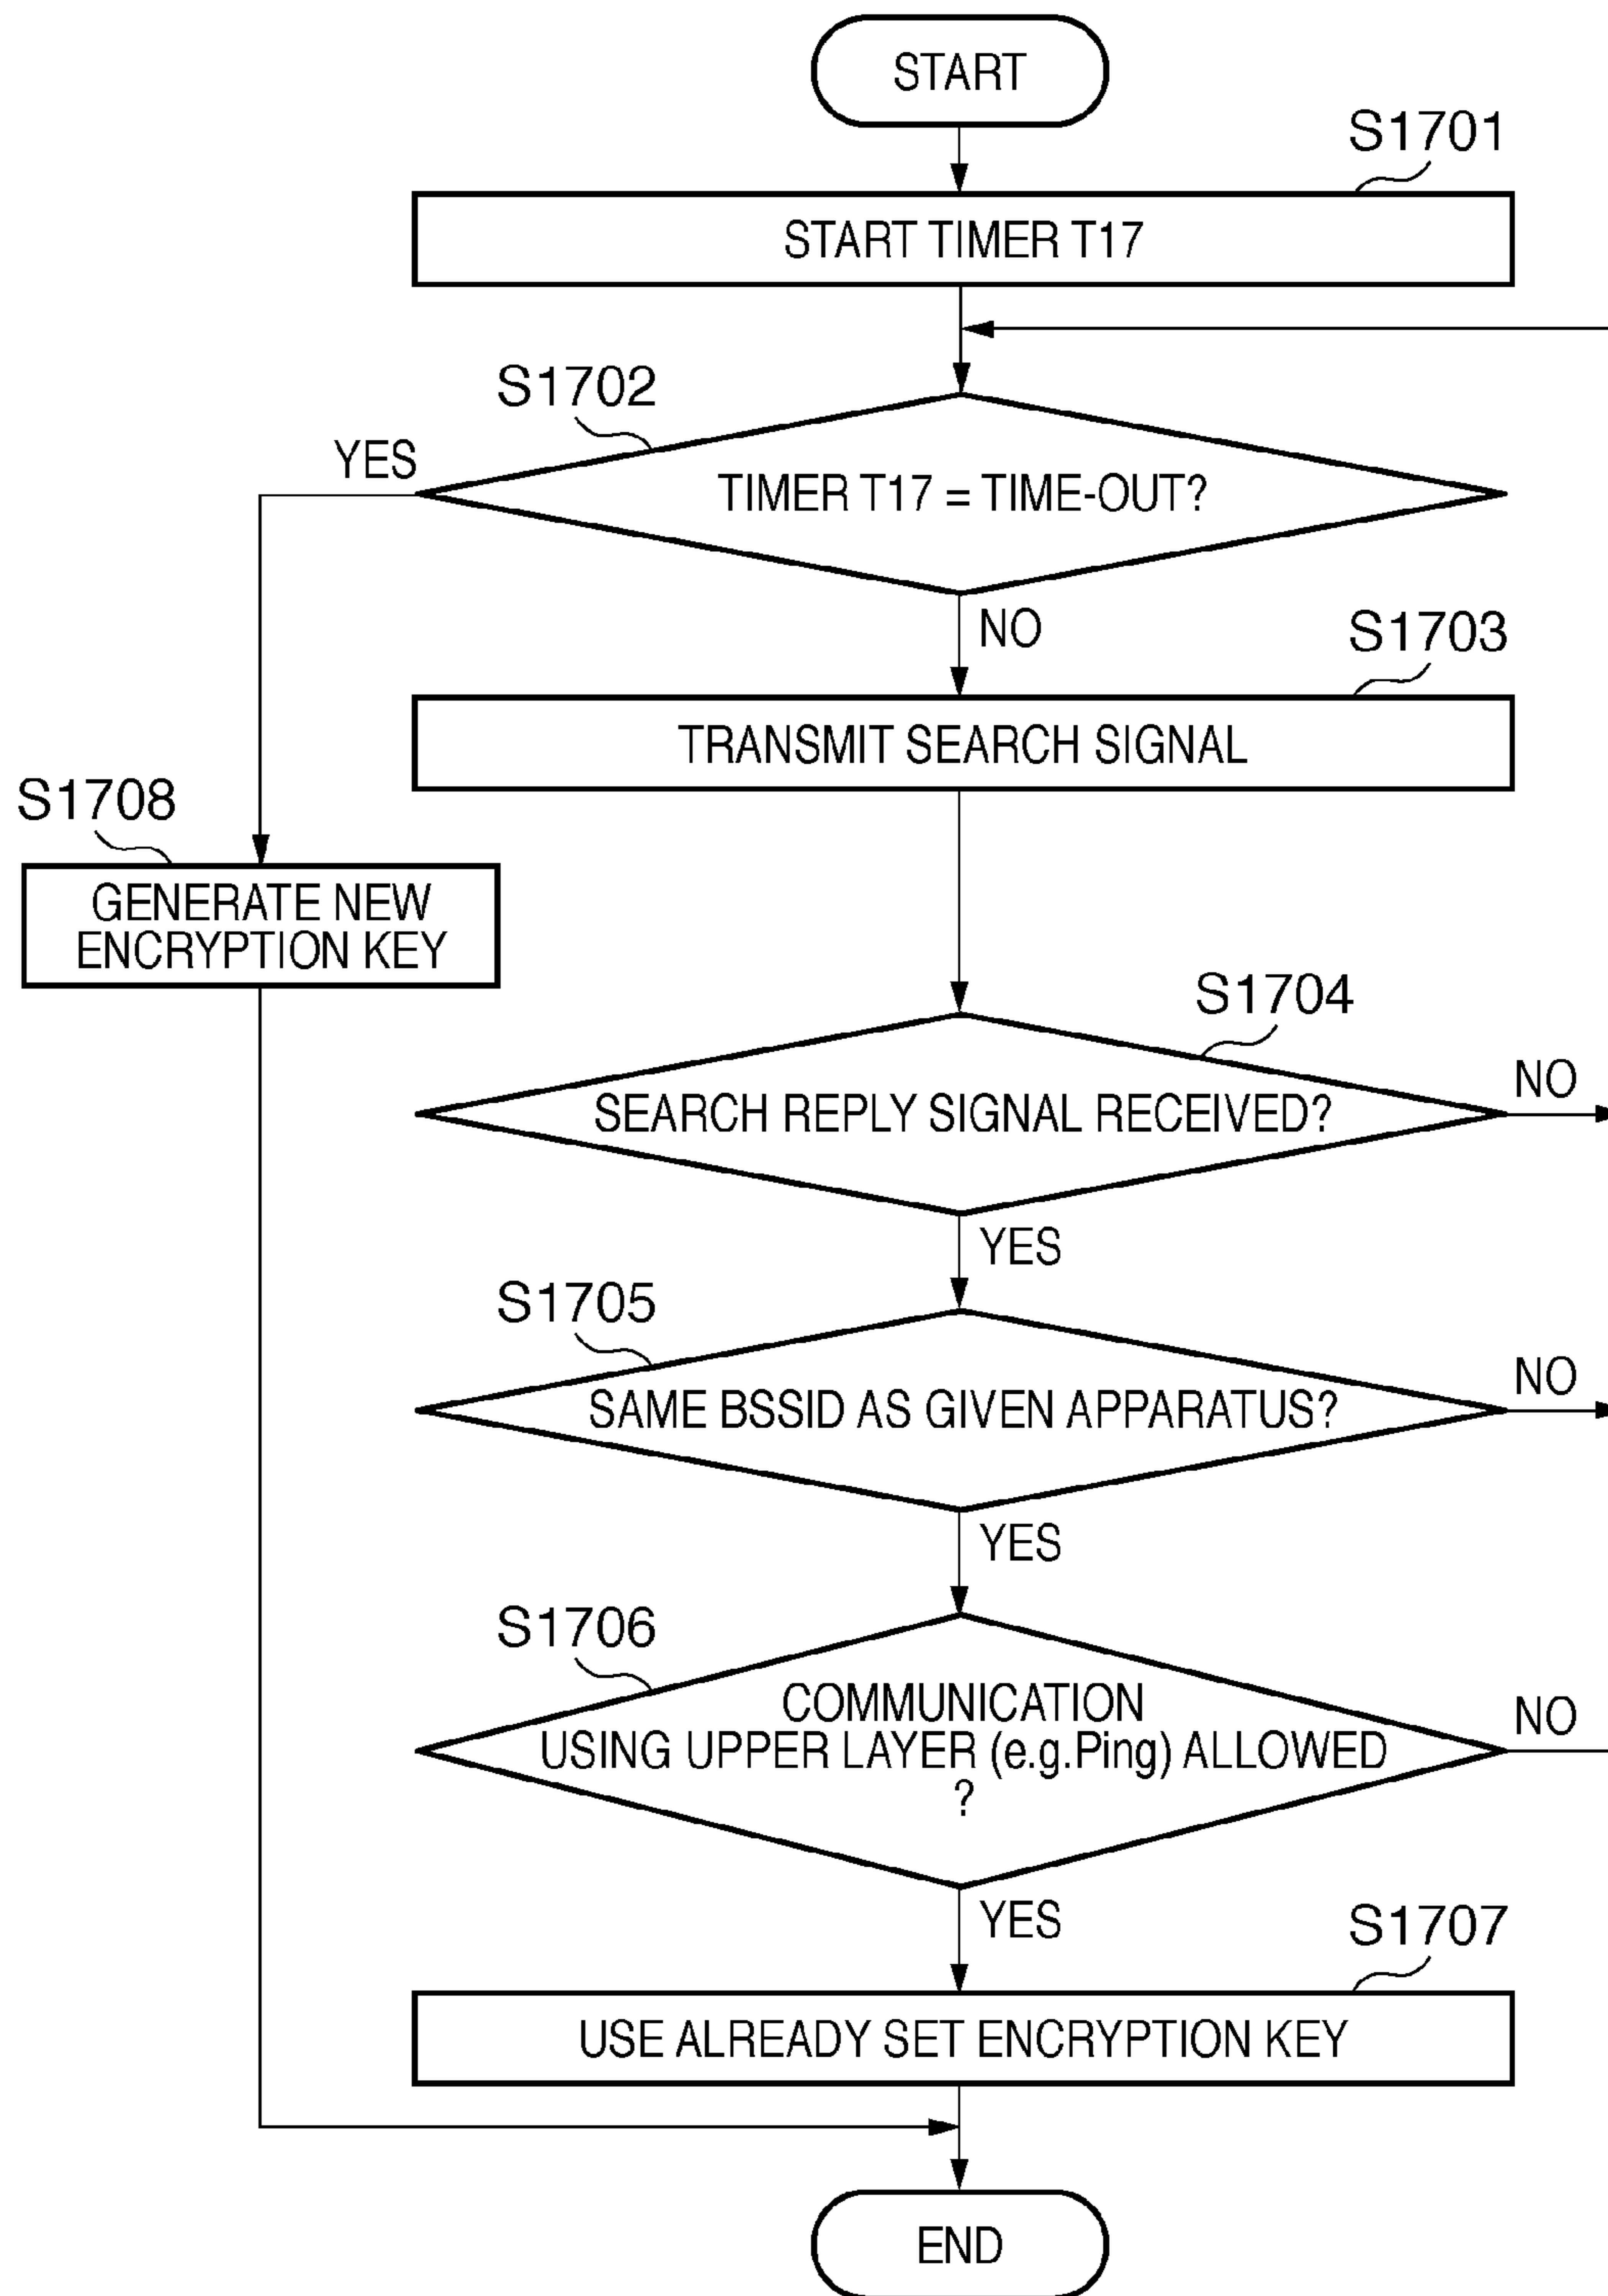 START
S1701
START TIMER T17
S1702
YES
TIMER T17 = TIME-OUT?
NO
S1703
TRANSMIT SEARCH SIGNAL
S1708
GENERATE NEW
ENCRYPTION KEY
S1704
NO
SEARCH REPLY SIGNAL RECEIVED?
YES
S1705
NO
SAME BSSID AS GIVEN APPARATUS?
YES
S1706
COMMUNICATION
NO
USING UPPER LAYER (e.g.Ping) ALLOWED
?
YES
S1707
USE ALREADY SET ENCRYPTION KEY
END